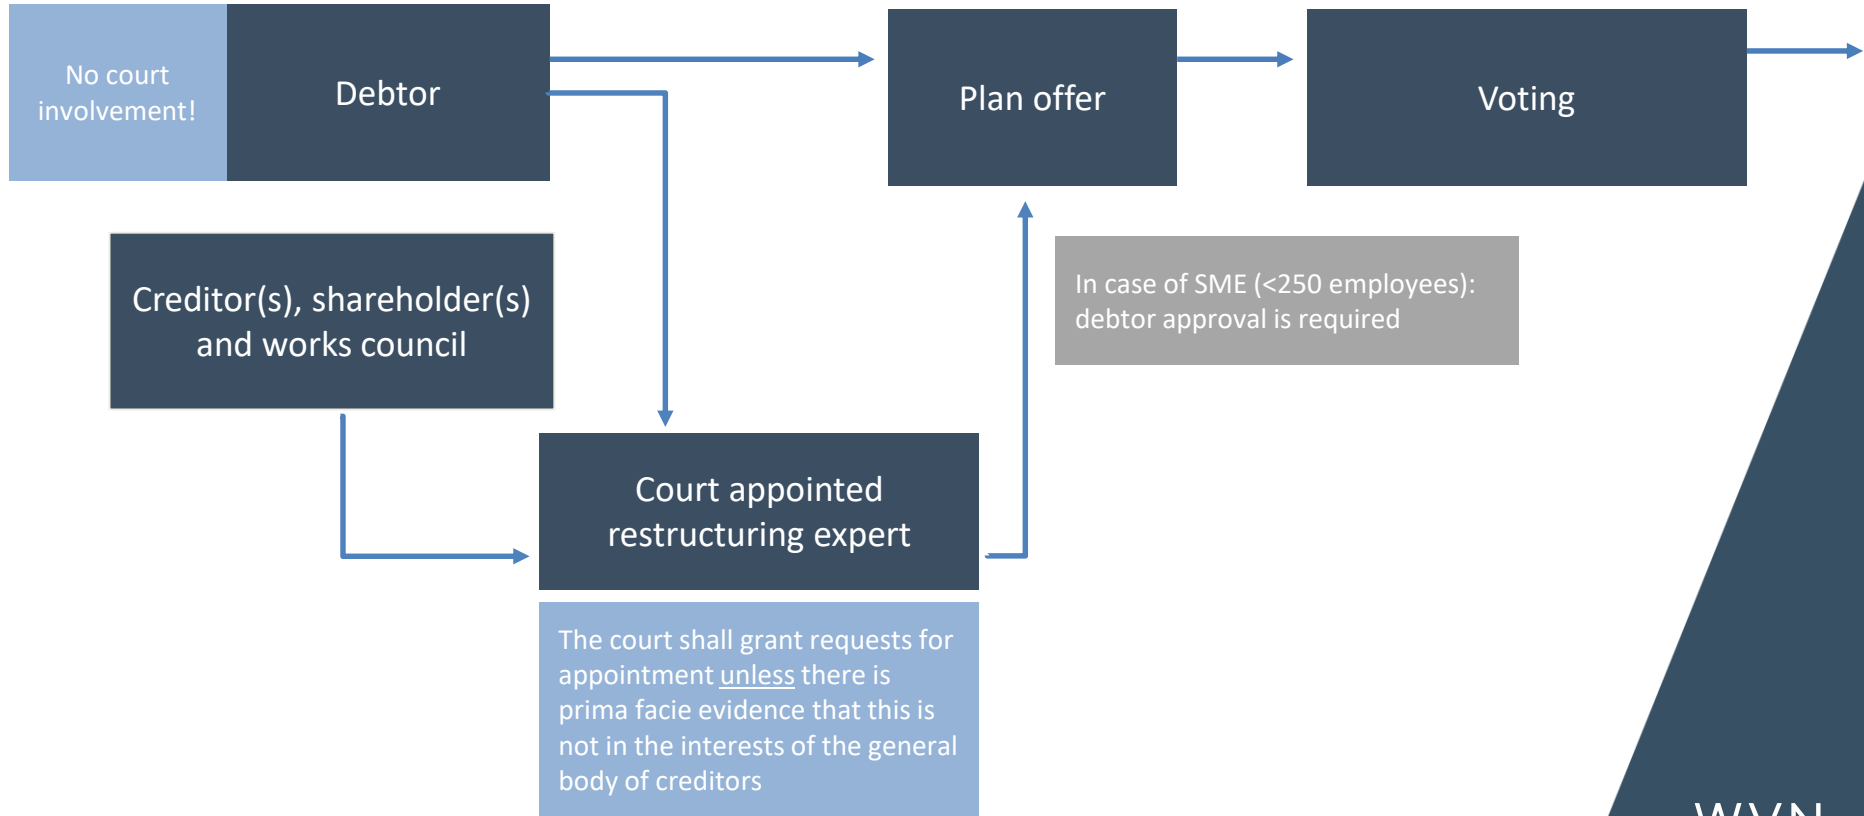 No court
involvement!
Debtor
Plan offer
Voting
Creditor(s), shareholder(s)
and works council
In case of SME (<250 employees):
debtor approval is required
Court appointed
restructuring expert
The court shall grant requests for
appointment unless there is
prima facie evidence that this is
not in the interests of the general
body of creditors
WVN